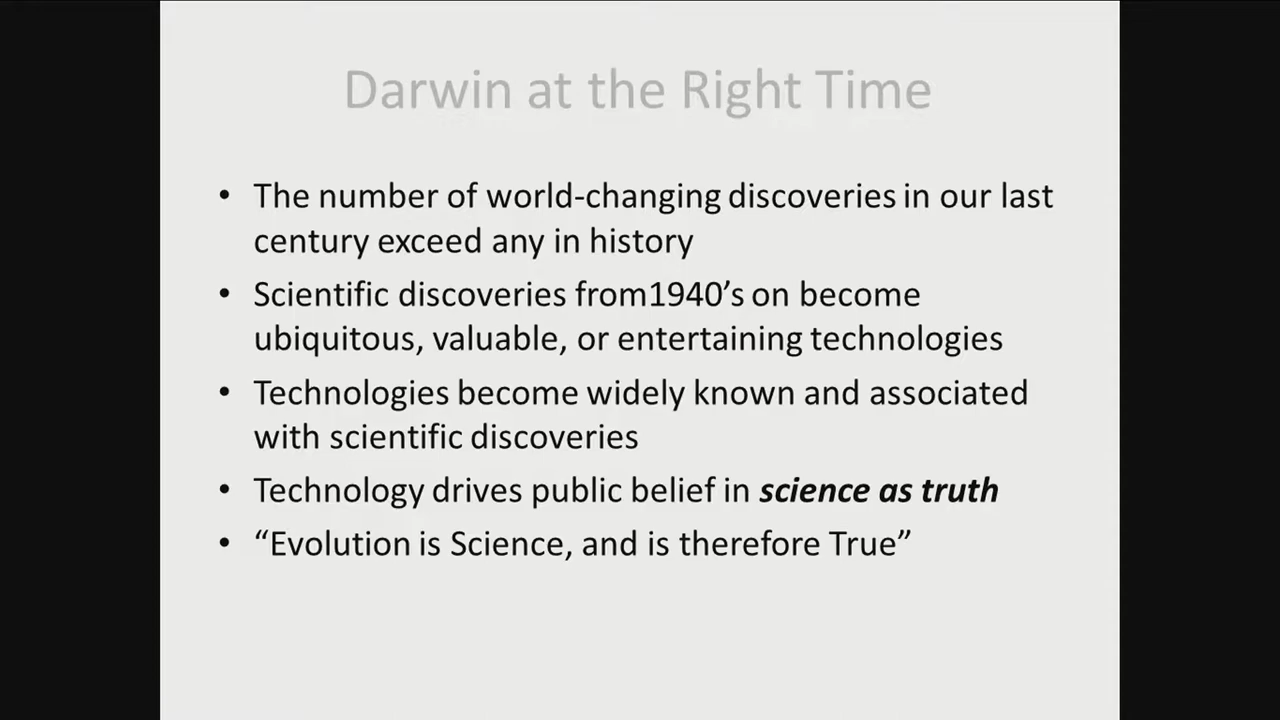 Darwin at the Right Time
• The number of world-changing discoveries in our last
century exceed any in history
• Scientific discoveries from1940’s on become
ubiquitous, valuable, or entertaining technologies
• Technologies become widely known and associated
with scientific discoveries
• Technology drives public belief in science as truth
• “Evolution is Science, and is therefore True”